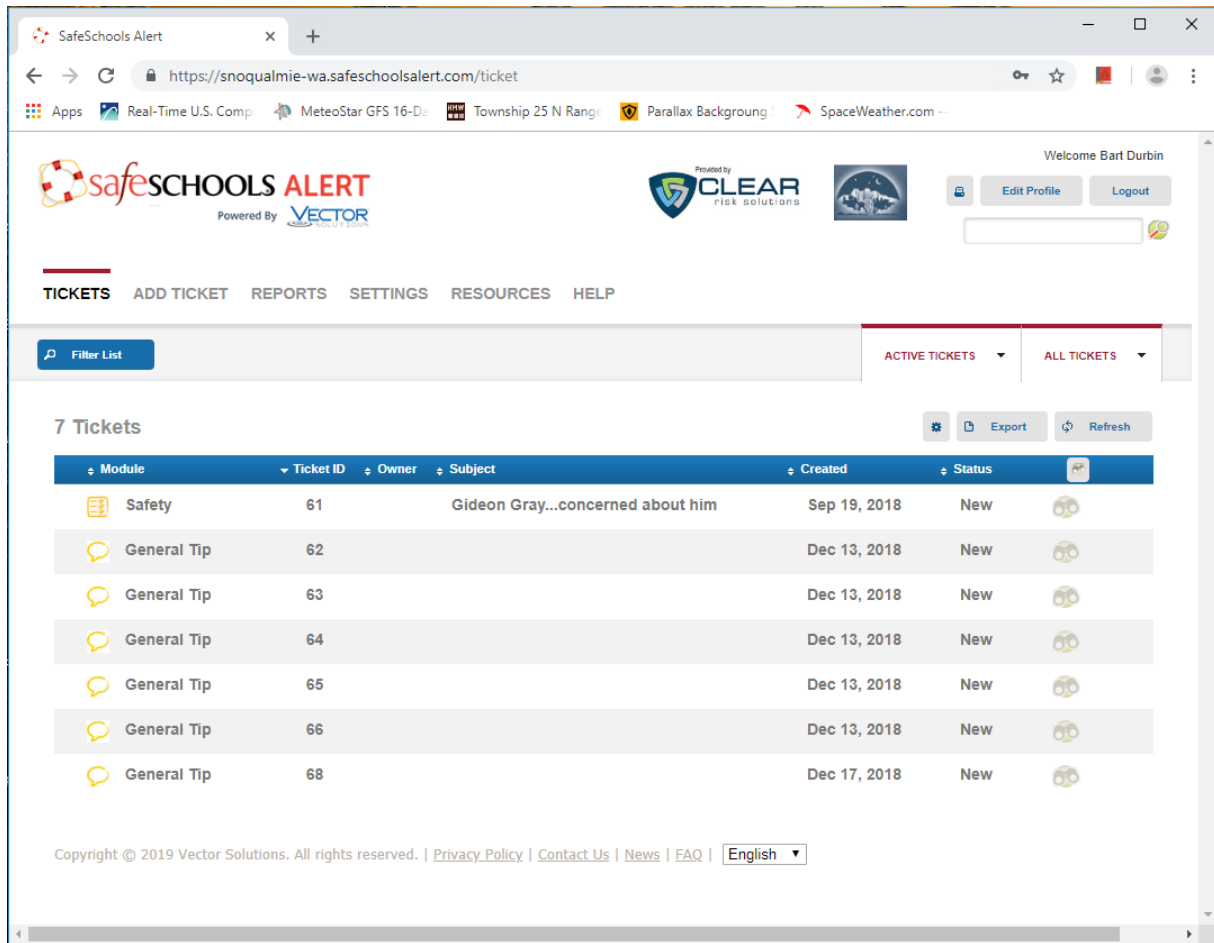 SafeSchools Alert
https://snoqualmie-wa.safeschoolsalert.com/ticket
Apps Real-Time U.S. Comp MeteoStar GFS 16-Da Township 25 N Range Parallax Backgroung SpaceWeather.com --
Welcome Bart Durbin
safeSCHOOLS ALERT
Powered By VECTOR SOLUTIONS
Provided by
CLEAR
risk solutions
Edit Profile Logout
TICKETS ADD TICKET REPORTS SETTINGS RESOURCES HELP
Filter List ACTIVE TICKETS ALL TICKETS
7 Tickets Export Refresh
Module Ticket ID Owner Subject Created Status
Safety 61 Gideon Gray...concerned about him Sep 19, 2018 New
General Tip 62 Dec 13, 2018 New
General Tip 63 Dec 13, 2018 New
General Tip 64 Dec 13, 2018 New
General Tip 65 Dec 13, 2018 New
General Tip 66 Dec 13, 2018 New
General Tip 68 Dec 17, 2018 New
Copyright © 2019 Vector Solutions. All rights reserved. | Privacy Policy | Contact Us | News | FAQ | English